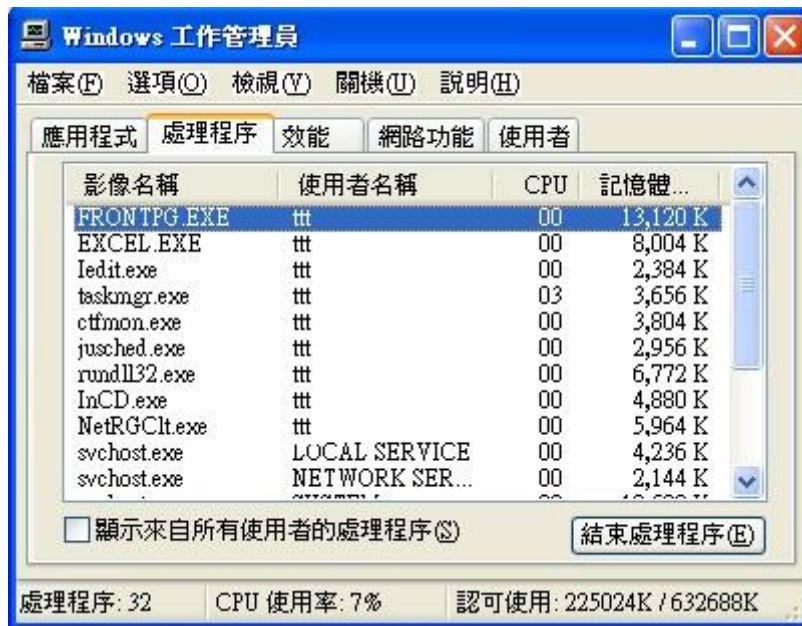 Windows 工作管理員
檔案(F) 選項(O) 檢視(V) 關機(U) 說明(H)
應用程式 處理程序 效能 網路功能 使用者
影像名稱 使用者名稱 CPU 記憶體...
FRONTPG.EXE ttt 00 13,120 K
EXCEL.EXE ttt 00 8,004 K
Iedit.exe ttt 00 2,384 K
taskmgr.exe ttt 03 3,656 K
ctfmon.exe ttt 00 3,804 K
jusched.exe ttt 00 2,956 K
rundll32.exe ttt 00 6,772 K
InCD.exe ttt 00 4,880 K
NetRGClt.exe ttt 00 5,964 K
svchost.exe LOCAL SERVICE 00 4,236 K
svchost.exe NETWORK SER... 00 2,144 K
顯示來自所有使用者的處理程序(S) 結束處理程序(E)
處理程序: 32 CPU 使用率: 7% 認可使用: 225024K / 632688K